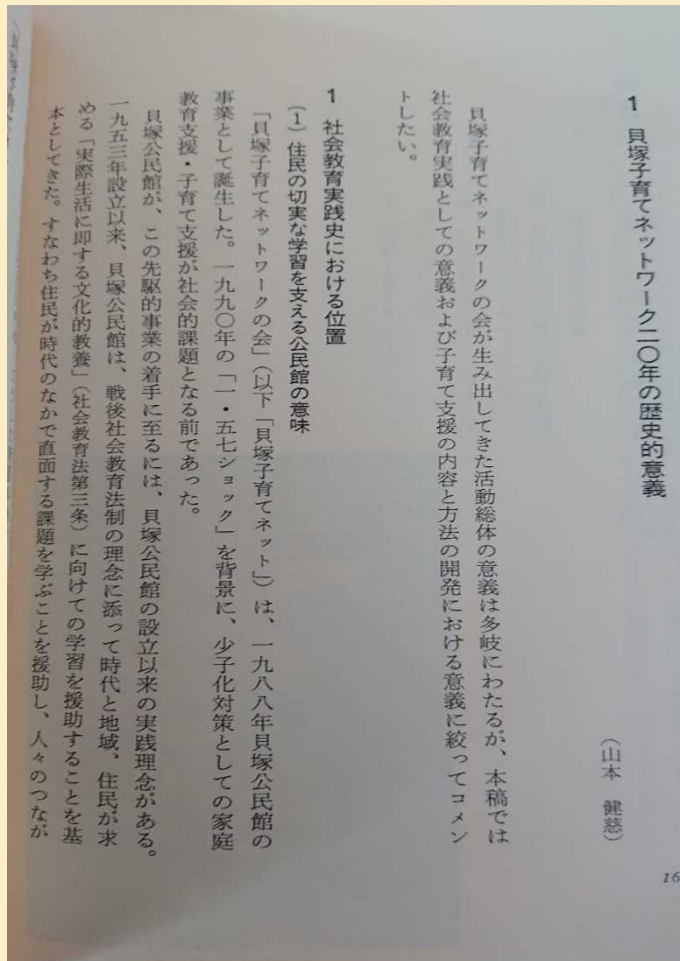 1 貝塚子育てネットワーク二〇年の歴史的意義
(山本 健慈)
貝塚子育てネットワークの会が生み出してきた活動総体の意義は多岐にわたるが、本稿では
社会教育実践としての意義および子育て支援の内容と方法の開発における意義に絞ってコメン
トしたい。
1 社会教育実践史における位置
(1) 住民の切実な学習を支える公民館の意味
「貝塚子育てネットワークの会」(以下「貝塚子育てネット」)は、一九八八年貝塚公民館の
事業として誕生した。一九九〇年の「一・五七ショック」を背景に、少子化対策としての家庭
教育支援・子育て支援が社会的課題となる前であった。
貝塚公民館が、この先駆的事業の着手に至るには、貝塚公民館の設立以来の実践理念がある。
一九五三年設立以来、貝塚公民館は、戦後社会教育法制の理念に添って時代と地域、住民が求
める「実際生活に即する文化的教養」(社会教育法第三条)に向けての学習を援助することを基
本としてきた。すなわち住民が時代のなかで直面する課題を学ぶことを援助し、人々のつなが
16